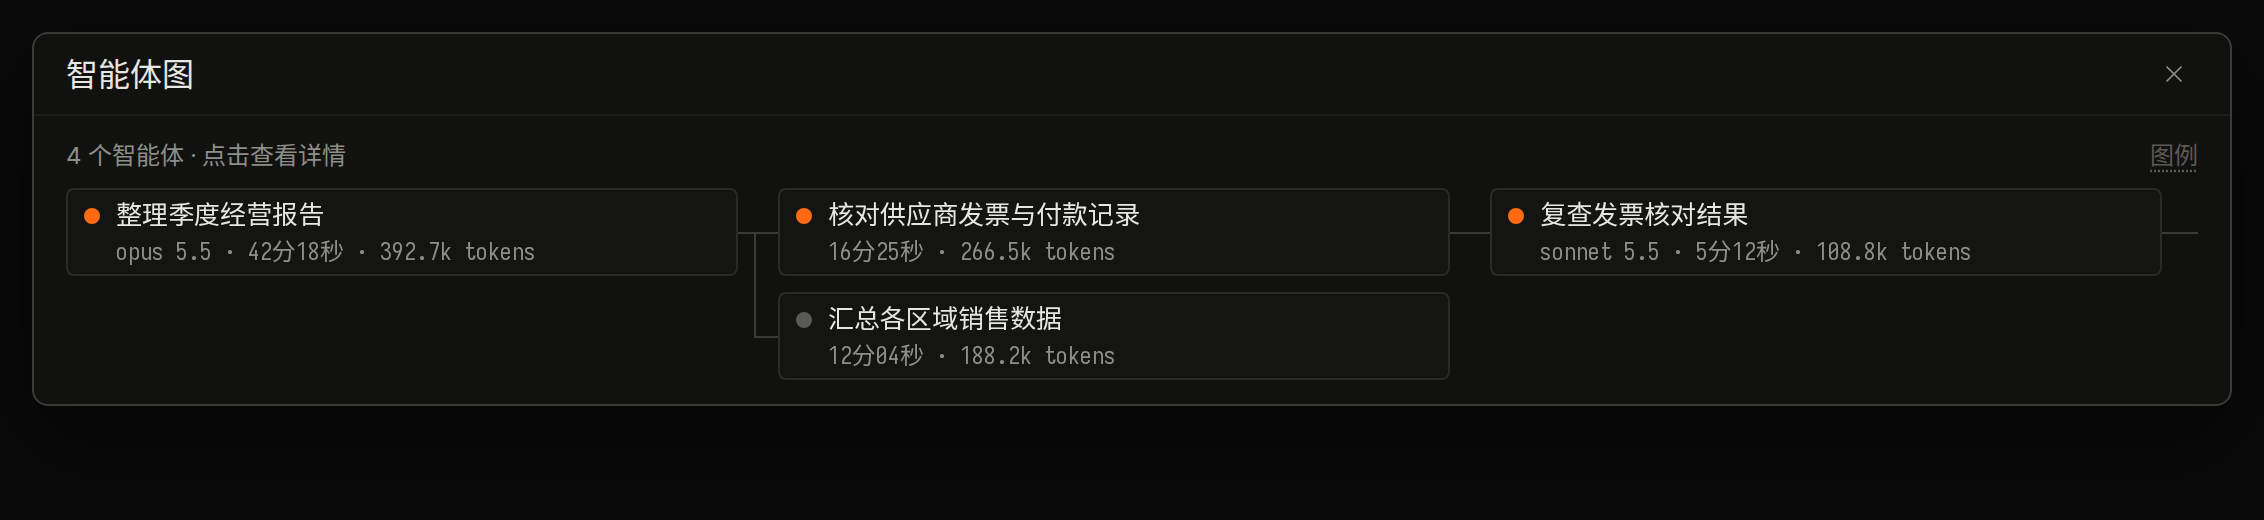 智能体图
4 个智能体 · 点击查看详情
图例
整理季度经营报告
opus 5.5 · 42分18秒 · 392.7k tokens
核对供应商发票与付款记录
16分25秒 · 266.5k tokens
复查发票核对结果
sonnet 5.5 · 5分12秒 · 108.8k tokens
汇总各区域销售数据
12分04秒 · 188.2k tokens